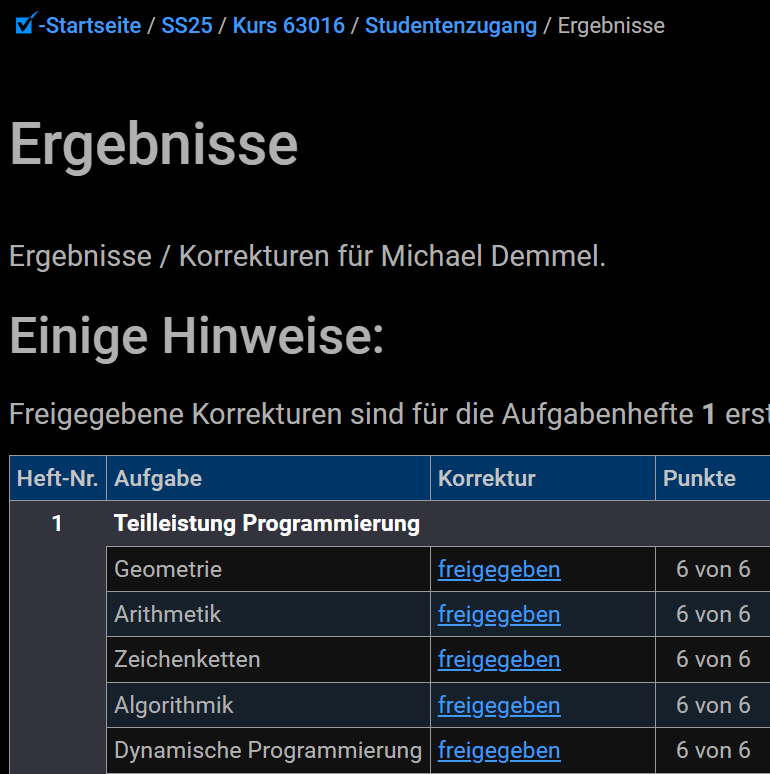 -Startseite / SS25 / Kurs 63016 / Studentenzugang / Ergebnisse
Ergebnisse
Ergebnisse / Korrekturen für Michael Demmel.
Einige Hinweise:
Freigegebene Korrekturen sind für die Aufgabenhefte 1
Heft-Nr. Aufgabe Korrektur Punkte
1 Teilleistung Programmierung
Geometrie freigegeben 6 von 6
Arithmetik freigegeben 6 von 6
Zeichenketten freigegeben 6 von 6
Algorithmik freigegeben 6 von 6
Dynamische Programmierung freigegeben 6 von 6